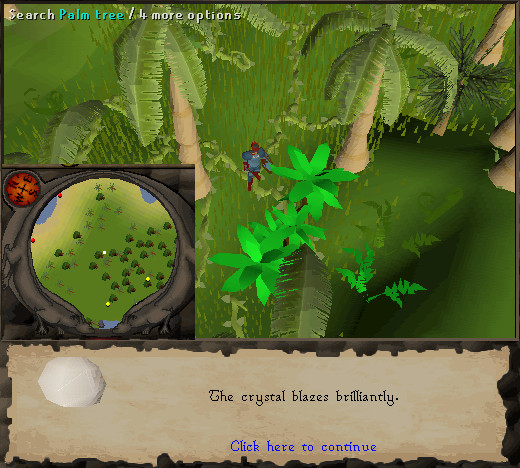 Search Palm tree / 4 more options
The crystal blazes brilliantly.
Click here to continue